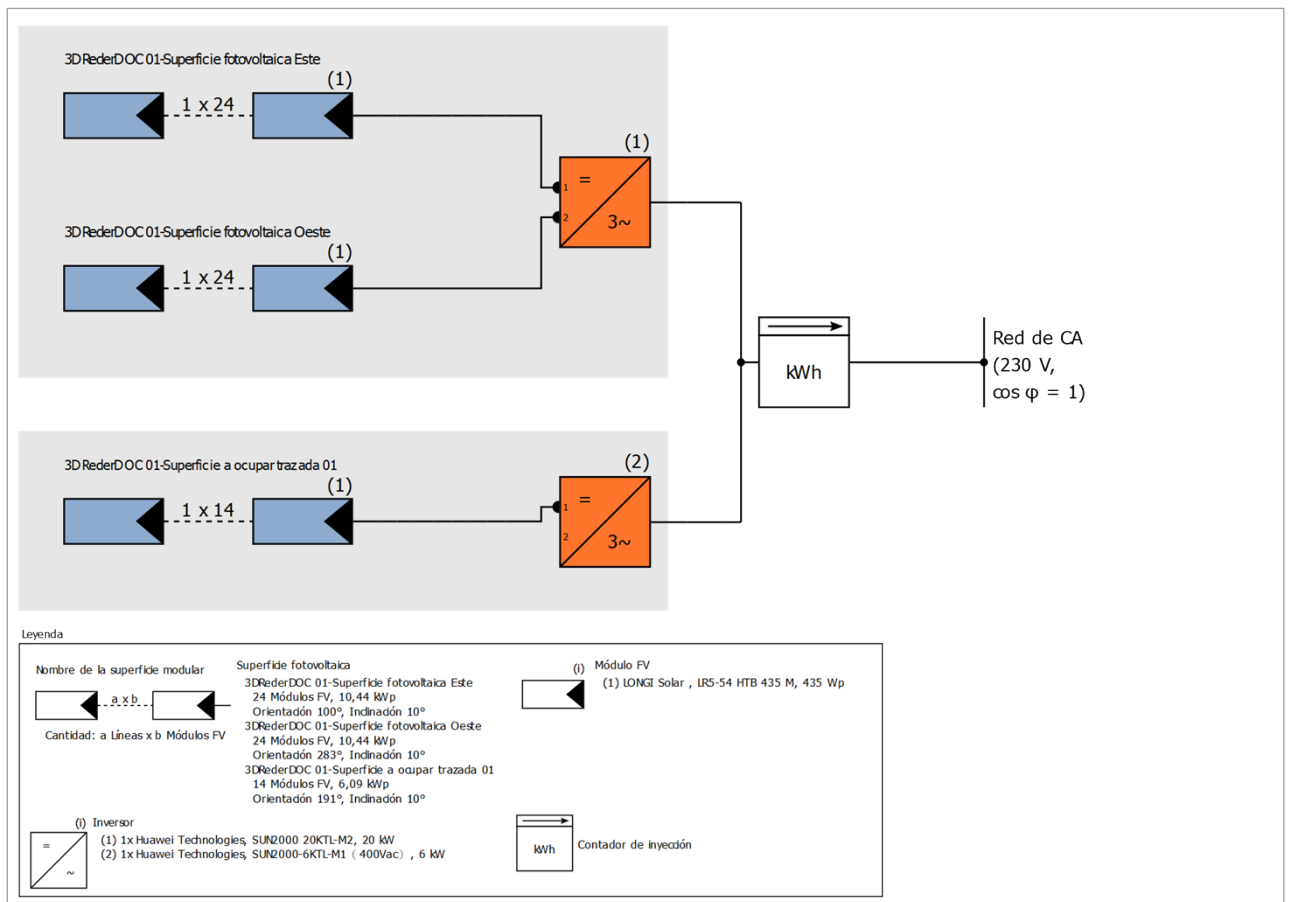 3DRederDOC 01-Superficie fotovoltaica Este
(1)
1 x 24
(1)
=
1
2
3~
3DRederDOC 01-Superficie fotovoltaica Oeste
(1)
1 x 24
kWh
Red de CA
(230 V,
cos φ = 1)
3DRederDOC 01-Superficie a ocupar trazada 01
(1)
1 x 14
(2)
=
1
2
3~
Leyenda
Nombre de la superficie modular
a x b
Cantidad: a Líneas x b Módulos FV
Superficie fotovoltaica
3DRederDOC 01-Superficie fotovoltaica Este
24 Módulos FV, 10,44 kWp
Orientación 100°, Inclinación 10°
3DRederDOC 01-Superficie fotovoltaica Oeste
24 Módulos FV, 10,44 kWp
Orientación 283°, Inclinación 10°
3DRederDOC 01-Superficie a ocupar trazada 01
14 Módulos FV, 6,09 kWp
Orientación 191°, Inclinación 10°
(i) Módulo FV
(1) LONGI Solar , LR5-54 HTB 435 M, 435 Wp
(i) Inversor
=
~
(1) 1x Huawei Technologies, SUN2000 20KTL-M2, 20 kW
(2) 1x Huawei Technologies, SUN2000-6KTL-M1（400Vac）, 6 kW
kWh
Contador de inyección